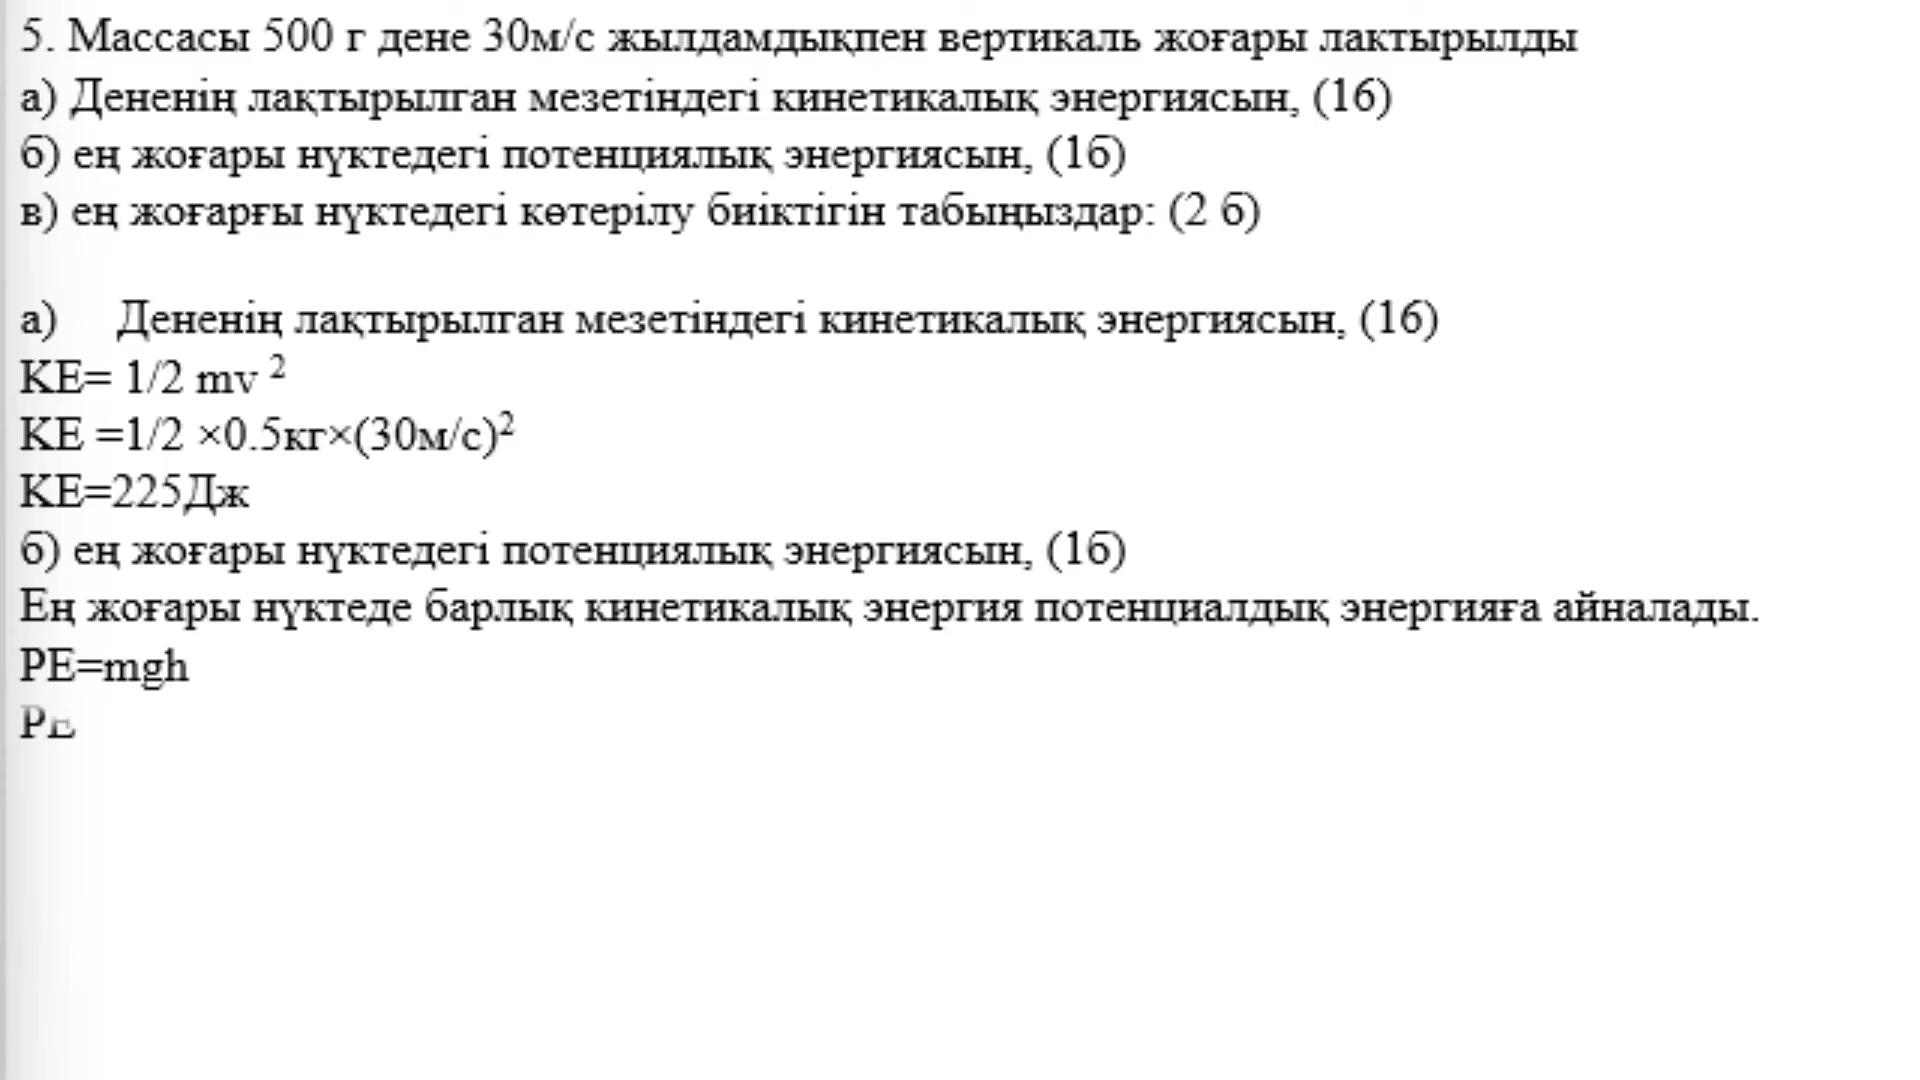 5. Массасы 500 г дене 30м/с жылдамдықпен вертикаль жоғары лактырылды
а) Дененің лақтырылған мезетіндегі кинетикалық энергиясын, (1б)
б) ең жоғары нүктедегі потенциялық энергиясын, (1б)
в) ең жоғарғы нүктедегі көтерілу биіктігін табыңыздар: (2 б)
а) Дененің лақтырылған мезетіндегі кинетикалық энергиясын, (1б)
KE= 1/2 mv ²
KE =1/2 ×0.5кг×(30м/с)²
KE=225Дж
б) ең жоғары нүктедегі потенциялық энергиясын, (1б)
Ең жоғары нүктеде барлық кинетикалық энергия потенциалдық энергияға айналады.
PE=mgh
PE